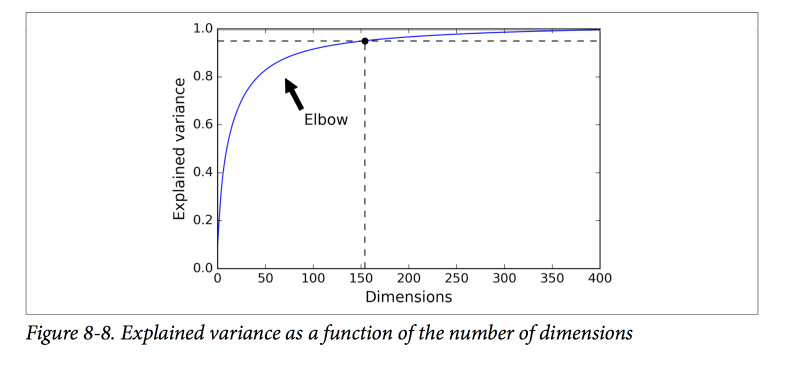 1.0
0.8
0.6
0.4
0.2
0.0
Explained variance
Elbow
0 50 100 150 200 250 300 350 400
Dimensions
Figure 8-8. Explained variance as a function of the number of dimensions